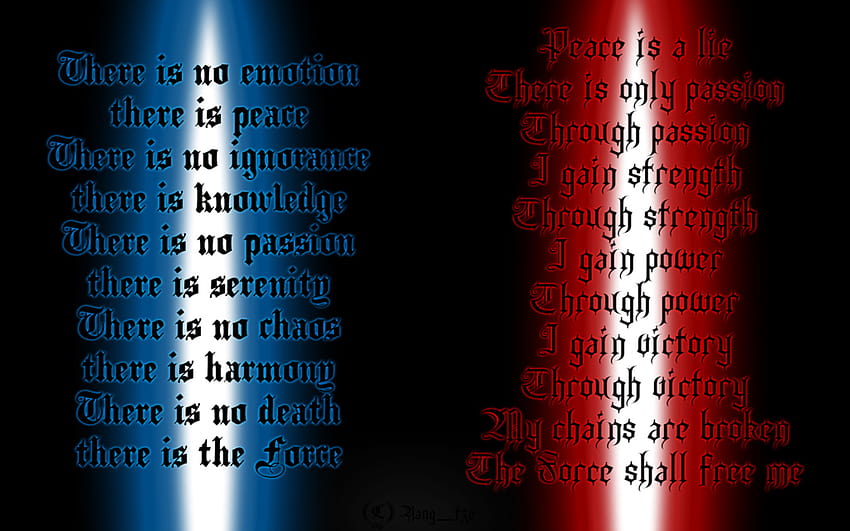 There is no emotion
there is peace
There is no ignorance
there is knowledge
There is no passion
there is serenity
There is no chaos
there is harmony
There is no death
there is the Force
Peace is a lie
There is only passion
Through passion
I gain strength
Through strength
I gain power
Through power
I gain victory
Through victory
My chains are broken
The Force shall free me
(C)